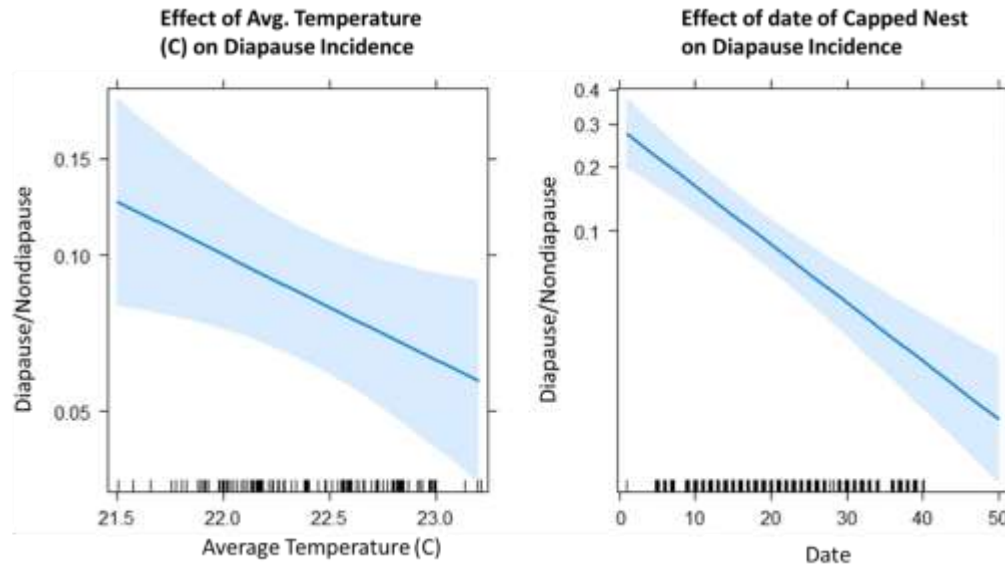 Effect of Avg. Temperature
(C) on Diapause Incidence
Diapause/Nondiapause
0.15
0.10
0.05
21.5 22.0 22.5 23.0
Average Temperature (C)
Effect of date of Capped Nest
on Diapause Incidence
Diapause/Nondiapause
0.4
0.3
0.2
0.1
0 10 20 30 40 50
Date